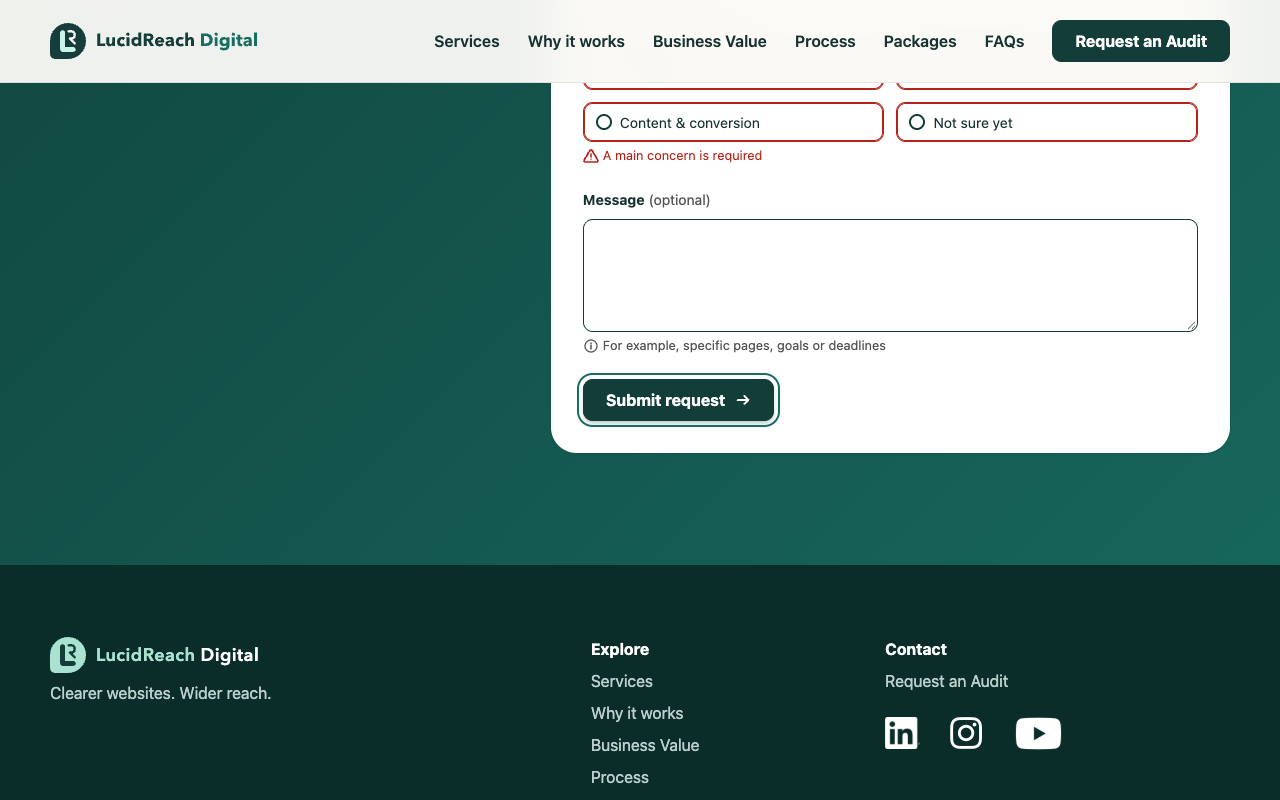 LucidReach Digital
Services Why it works Business Value Process Packages FAQs Request an Audit
Content & conversion Not sure yet
A main concern is required
Message (optional)
For example, specific pages, goals or deadlines
Submit request →
LucidReach Digital
Clearer websites. Wider reach.
Explore
Services
Why it works
Business Value
Process
Contact
Request an Audit
in